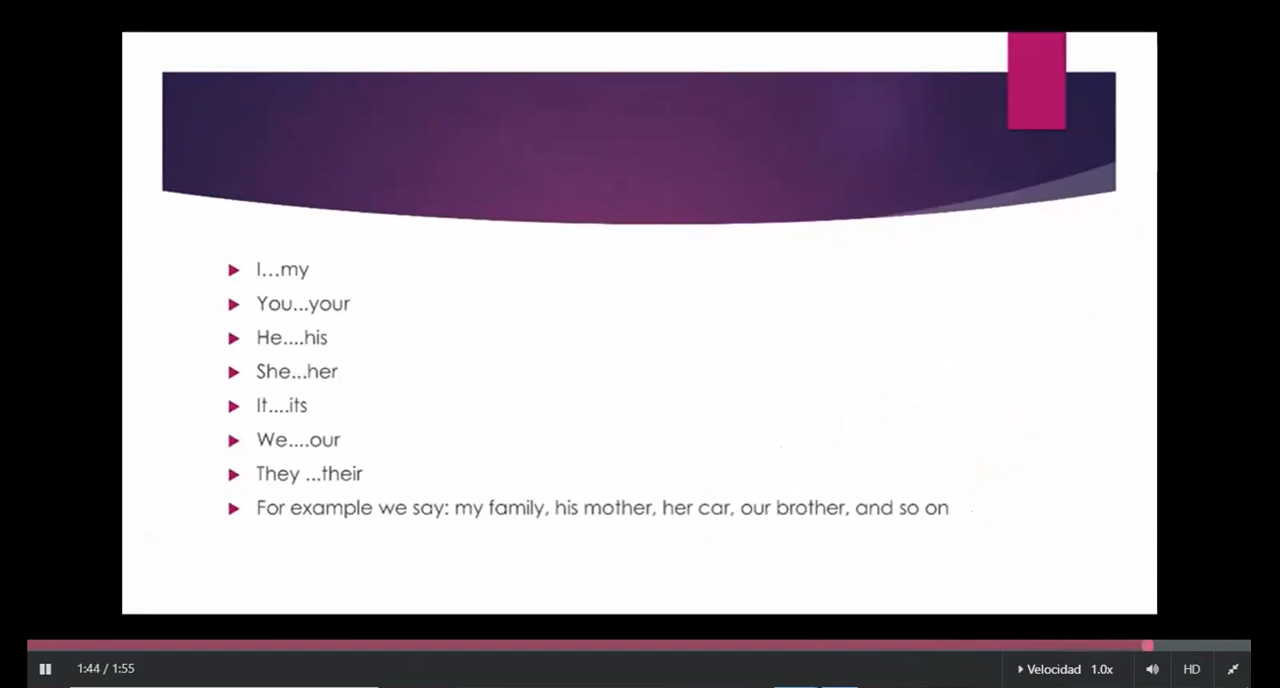 I...my
You...your
He....his
She...her
It....its
We....our
They ...their
For example we say: my family, his mother, her car, our brother, and so on
1:44 / 1:55
Velocidad 1.0x
HD